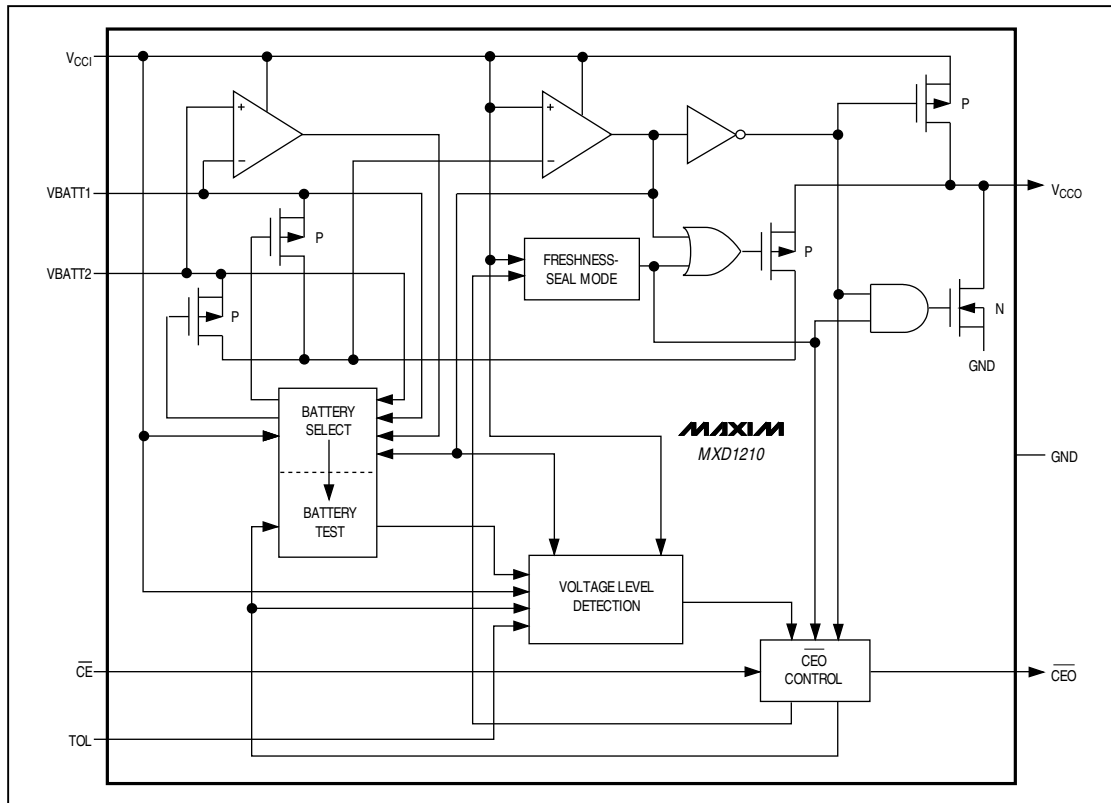 VCCI
P
VBATT1
VCCO
P
P
VBATT2
FRESHNESS-
SEAL MODE
P
N
GND
BATTERY
SELECT
MAXIM
MXD1210
GND
BATTERY
TEST
VOLTAGE LEVEL
DETECTION
CE
CEO
CONTROL
CEO
TOL
+
−
+
−